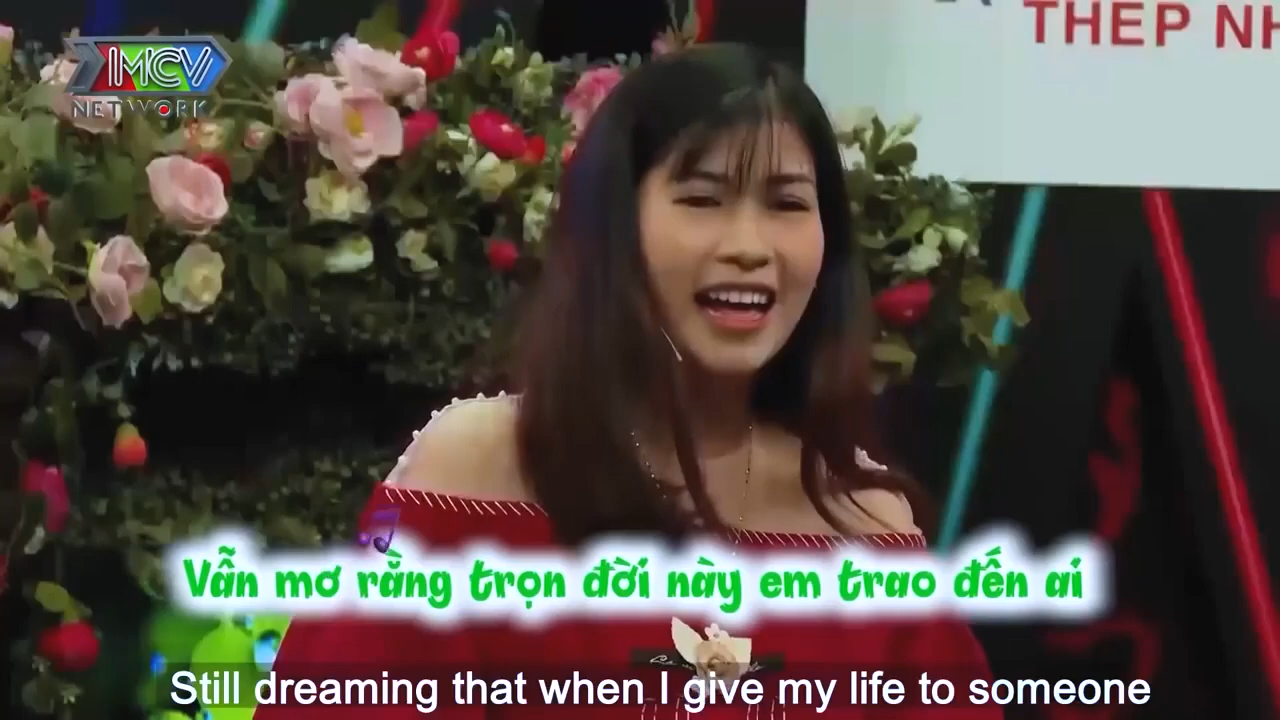 MCV
NETWORK
THEP NH
Vẫn mơ rằng trọn đời này em trao đến ai
Still dreaming that when I give my life to someone